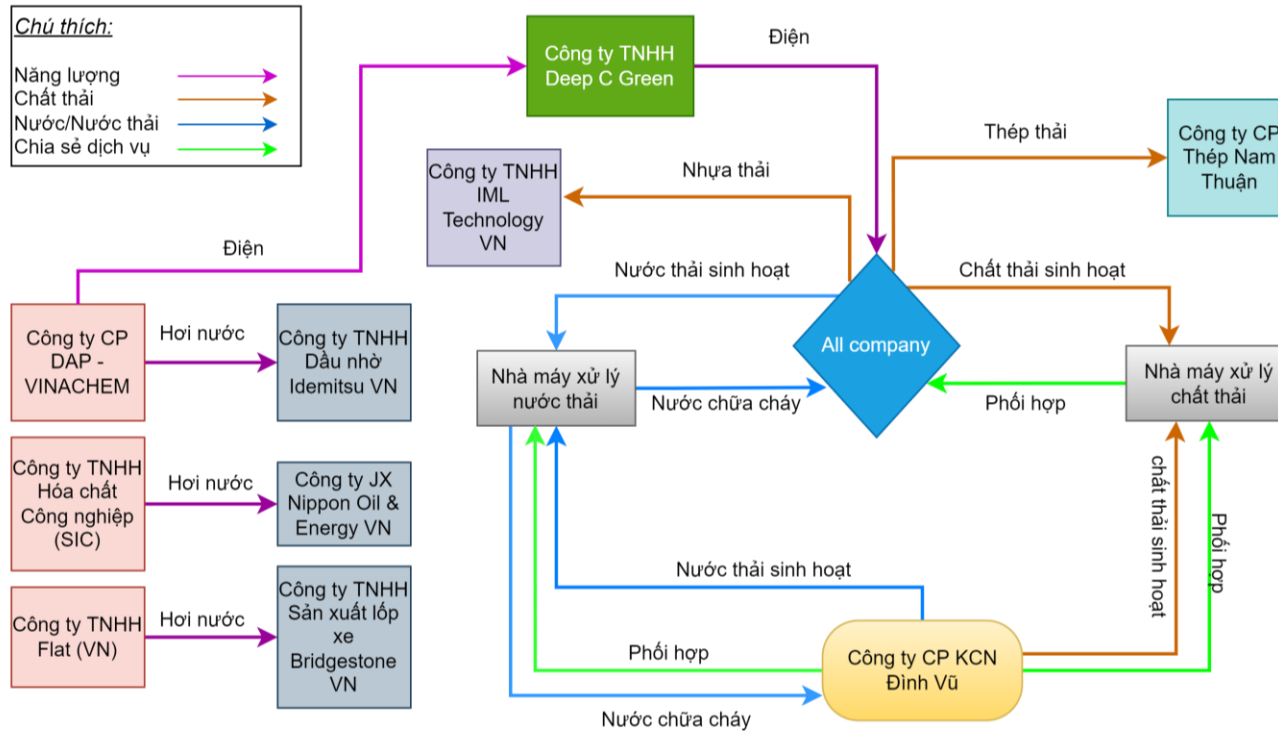 Chú thích:
Năng lượng
Chất thải
Nước/Nước thải
Chia sẻ dịch vụ
Công ty TNHH
Deep C Green
Điện
Thép thải
Công ty CP
Thép Nam
Thuận
Công ty TNHH
IML
Technology
VN
Nhựa thải
Điện
Nước thải sinh hoạt
Chất thải sinh hoạt
Công ty CP
DAP -
VINACHEM
Hơi nước
Công ty TNHH
Dầu nhờ
Idemitsu VN
All company
Nhà máy xử lý
nước thải
Nước chữa cháy
Phối hợp
Nhà máy xử lý
chất thải
Công ty TNHH
Hóa chất
Công nghiệp
(SIC)
Hơi nước
Công ty JX
Nippon Oil &
Energy VN
chất thải sinh hoạt
Phối hợp
Nước thải sinh hoạt
Công ty TNHH
Flat (VN)
Hơi nước
Công ty TNHH
Sản xuất lốp
xe
Bridgestone
VN
Phối hợp
Công ty CP KCN
Đình Vũ
Nước chữa cháy